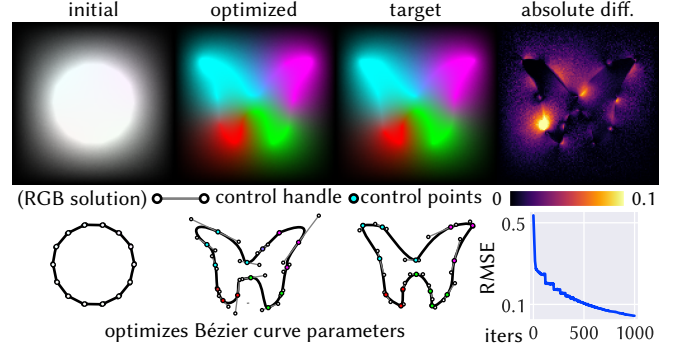 initial optimized target absolute diff.
(RGB solution) control handle control points 0 0.1
0.5
RMSE
0.1
optimizes Bézier curve parameters
iters 0 500 1000